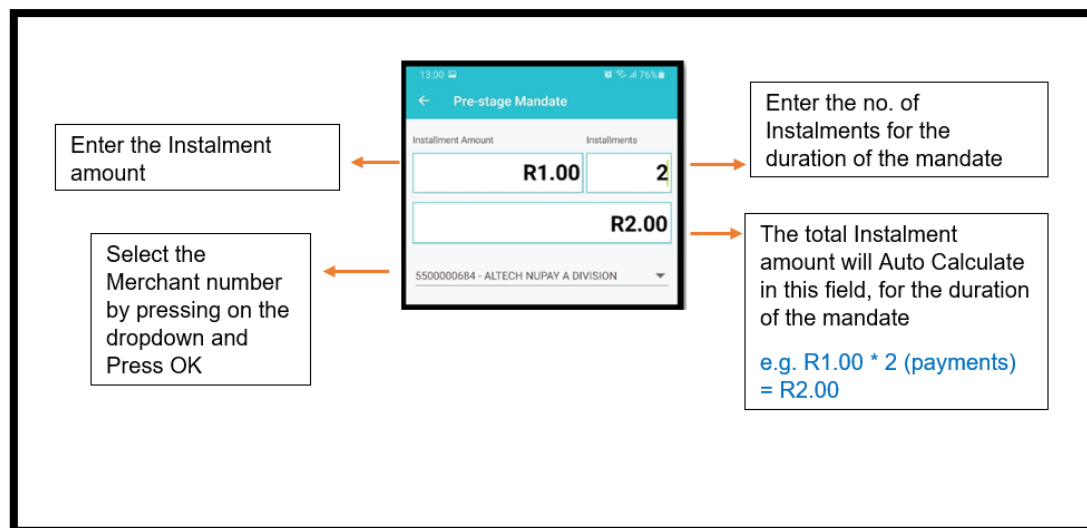 13:00
76%
Pre-stage Mandate
Installment Amount
Installments
R1.00
2
R2.00
5500000684 - ALTECH NUPAY A DIVISION
Enter the Instalment
amount
Select the
Merchant number
by pressing on the
dropdown and
Press OK
Enter the no. of
Instalments for the
duration of the mandate
The total Instalment
amount will Auto Calculate
in this field, for the duration
of the mandate
e.g. R1.00 * 2 (payments)
= R2.00